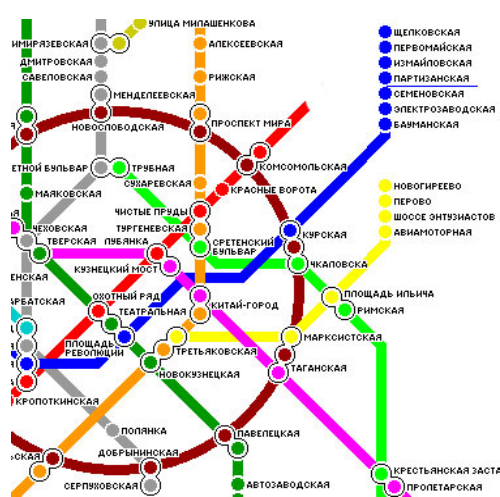 УЛИЦА МИЛАШЕНКОВА
ЩЕЛКОВСКАЯ
ИМИРЯЗЕВСКАЯ
АЛЕКСЕЕВСКАЯ
ПЕРВОМАЙСКАЯ
ДМИТРОВСКАЯ
ИЗМАЙЛОВСКАЯ
САВЕЛОВСКАЯ
РИЖСКАЯ
ПАРТИЗАНСКАЯ
МЕНДЕЛЕЕВСКАЯ
СЕМЕНОВСКАЯ
ЭЛЕКТРОЗАВОДСКАЯ
НОВОСЛОБОДСКАЯ
ПРОСПЕКТ МИРА
БАУМАНСКАЯ
ЕТНОЙ БУЛЬВАР
ТРУБНАЯ
КОМСОМОЛЬСКАЯ
СУХАРЕВСКАЯ
КРАСНЫЕ ВОРОТА
НОВОГИРЕЕВО
МАЯКОВСКАЯ
ПЕРОВО
ЧИСТЫЕ ПРУДЫ
ШОССЕ ЭНТУЗИАСТОВ
ЧЕХОВСКАЯ
ТУРГЕНЕВСКАЯ
КУРСКАЯ
АВИАМОТОРНАЯ
ТВЕРСКАЯ
ЛУБЯНКА
СРЕТЕНСКИЙ
БУЛЬВАР
КУЗНЕЦКИЙ МОСТ
ЧКАЛОВСКА
ЕНСКАЯ
АРБАТСКАЯ
ОХОТНЫЙ РЯД
КИТАЙ-ГОРОД
ПЛОЩАДЬ ИЛЬИЧА
ТЕАТРАЛЬНАЯ
РИМСКАЯ
ПЛОЩАДЬ
РЕВОЛЮЦИИ
ТРЕТЬЯКОВСКАЯ
МАРКСИСТСКАЯ
НОВОКУЗНЕЦКАЯ
ТАГАНСКАЯ
КРОПОТКИНСКАЯ
ПОЛЯНКА
ПАВЕЛЕЦКАЯ
ЬСКАЯ
ДОБРЫНИНСКАЯ
КРЕСТЬЯНСКАЯ ЗАСТА
СЕРПУХОВСКАЯ
АВТОЗАВОДСКАЯ
ПРОЛЕТАРСКАЯ